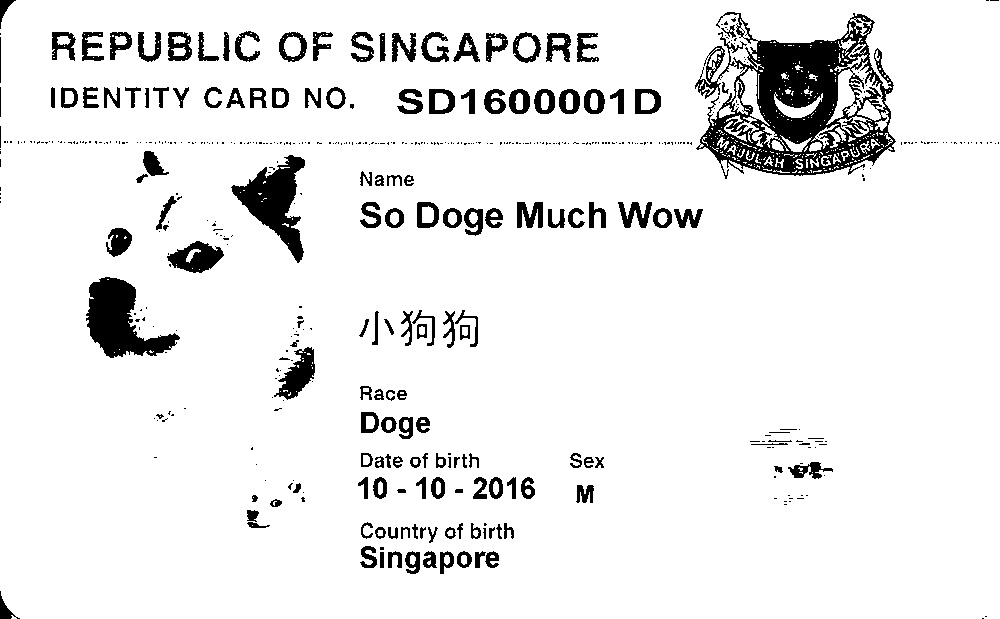 REPUBLIC OF SINGAPORE
IDENTITY CARD NO. SD1600001D
MAJULAH SINGAPURA
Name
So Doge Much Wow
小狗狗
Race
Doge
Date of birth Sex
10 - 10 - 2016 M
Country of birth
Singapore